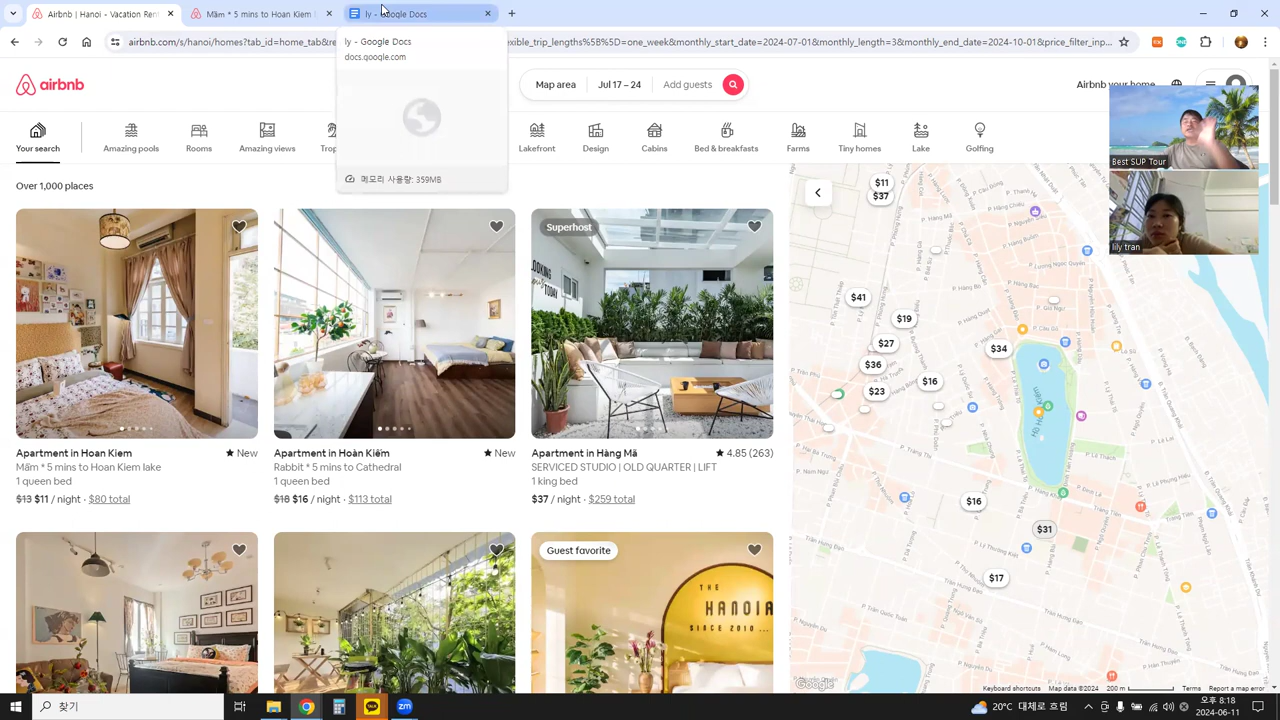 Airbnb | Hanoi - Vacation Ren
Mầm * 5 mins to Hoan Kiem
ly - Google Docs
airbnb.com/s/hanoi/homes?tab_id=home_tab&re
exible_trip_lengths%5B%5D=one_week&monthly_start_date=2024-07-01&monthly_length=3&monthly_end_date=2024-10-01&price_filter_inp...
ly - Google Docs
docs.google.com
메모리 사용량: 359MB
airbnb
Map area
Jul 17 – 24
Add guests
Airbnb your home
Your search
Amazing pools
Rooms
Amazing views
Trop
Lakefront
Design
Cabins
Bed & breakfasts
Farms
Tiny homes
Lake
Golfing
Best SUP Tour
lily tran
Over 1,000 places
Superhost
Apartment in Hoan Kiem
New
Mầm * 5 mins to Hoan Kiem lake
1 queen bed
$13 $11 / night · $80 total
Apartment in Hoàn Kiếm
New
Rabbit * 5 mins to Cathedral
1 queen bed
$18 $16 / night · $113 total
Apartment in Hàng Mã
4.85 (263)
SERVICED STUDIO | OLD QUARTER | LIFT
1 king bed
$37 / night · $259 total
Guest favorite
THE
HANOIA
SINCE 2010
$11
$37
$41
$19
$27
$34
$36
$16
$23
$16
$31
$17
Google
Keyboard shortcuts
Map data ©2024
200 m
Terms
Report a map error
찾기
TALK
zm
20°C 대체로 흐림
오후 8:18
2024-06-11